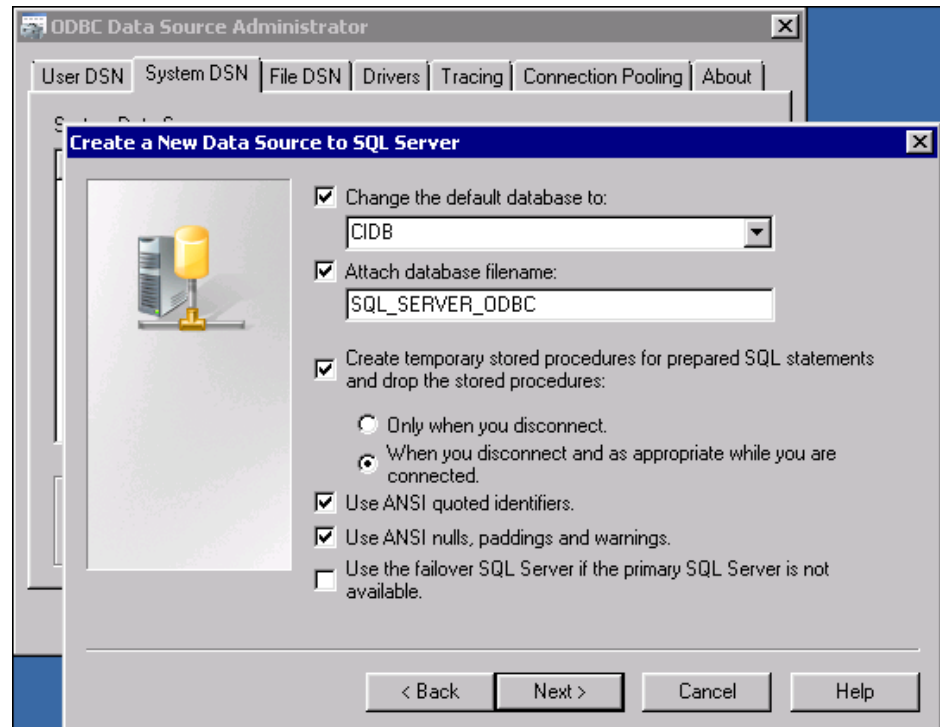 ODBC Data Source Administrator
User DSN System DSN File DSN Drivers Tracing Connection Pooling About
Create a New Data Source to SQL Server
Change the default database to:
CIDB
Attach database filename:
SQL_SERVER_ODBC
Create temporary stored procedures for prepared SQL statements
and drop the stored procedures:
Only when you disconnect.
When you disconnect and as appropriate while you are
connected.
Use ANSI quoted identifiers.
Use ANSI nulls, paddings and warnings.
Use the failover SQL Server if the primary SQL Server is not
available.
< Back Next > Cancel Help